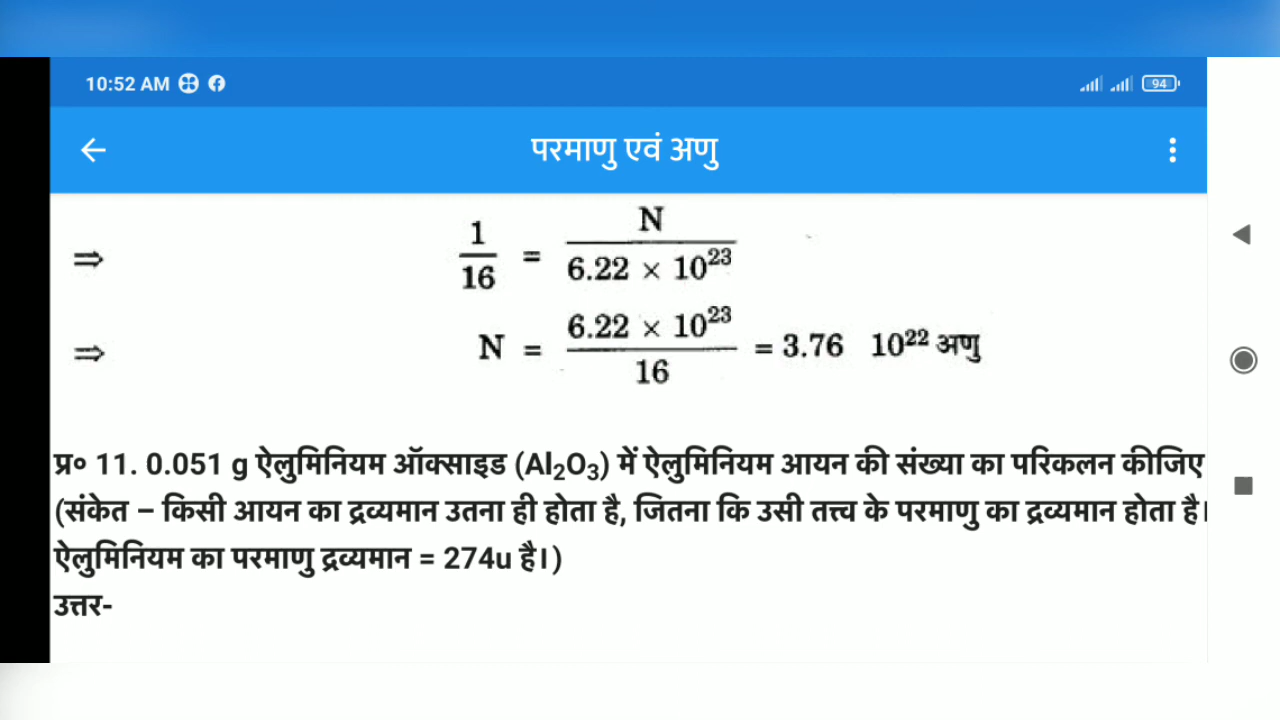 10:52 AM
94
परमाणु एवं अणु
⇒ 1/16 = N/6.22 × 10²³
⇒ N = 6.22 × 10²³/16 = 3.76 10²² अणु
प्र० 11. 0.051 g ऐलुमिनियम ऑक्साइड (Al₂O₃) में ऐलुमिनियम आयन की संख्या का परिकलन कीजिए
(संकेत – किसी आयन का द्रव्यमान उतना ही होता है, जितना कि उसी तत्त्व के परमाणु का द्रव्यमान होता है।
ऐलुमिनियम का परमाणु द्रव्यमान = 274u है।)
उत्तर-